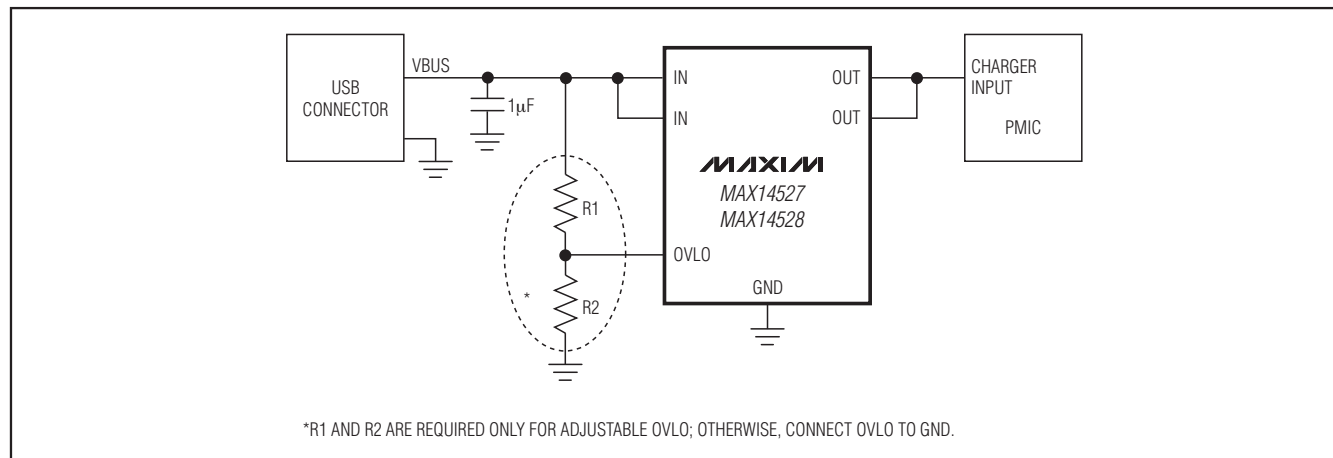 USB
CONNECTOR
VBUS
1μF
R1
*
R2
IN
IN
OVLO
OUT
OUT
MAXIM
MAX14527
MAX14528
GND
CHARGER
INPUT
PMIC
*R1 AND R2 ARE REQUIRED ONLY FOR ADJUSTABLE OVLO; OTHERWISE, CONNECT OVLO TO GND.